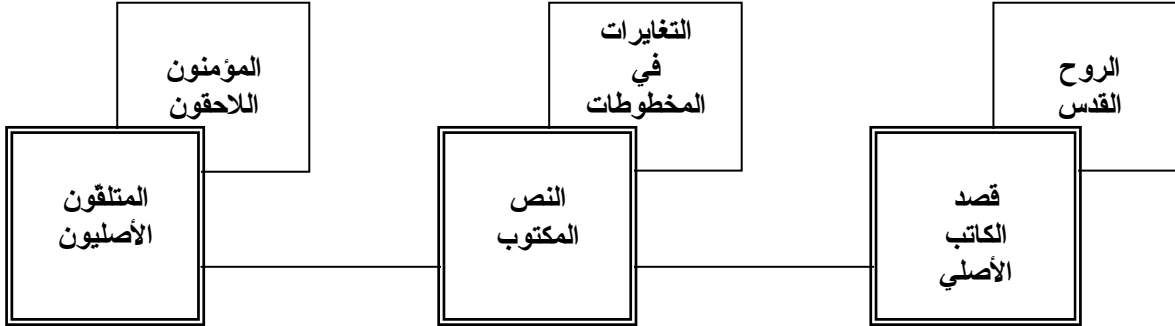 الروح
القدس
قصد
الكاتب
الأصلي
التغايرات
في
المخطوطات
النص
المكتوب
المؤمنون
اللاحقون
المتلقّون
الأصليون